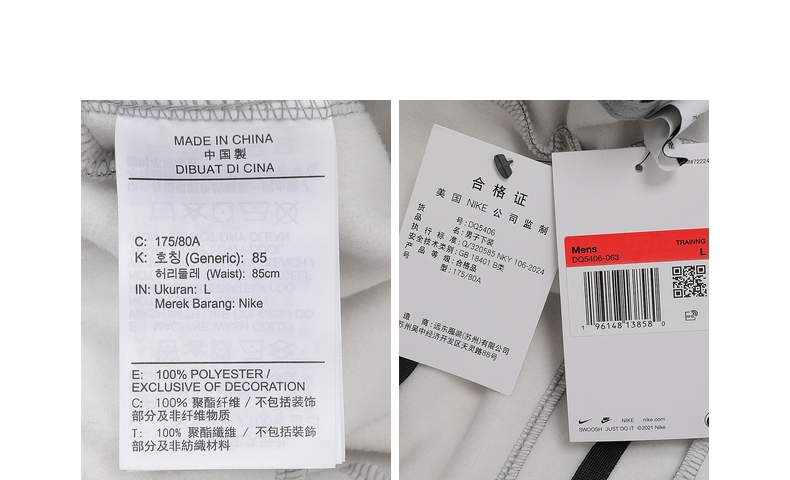 MADE IN CHINA
中国製
DIBUAT DI CINA
C: 175/80A
K: 호칭 (Generic): 85
허리둘레 (Waist): 85cm
IN: Ukuran: L
Merek Barang: Nike
E: 100% POLYESTER /
EXCLUSIVE OF DECORATION
C: 100% 聚酯纤维 / 不包括装饰
部分及非纤维物质
T: 100% 聚酯纖維 / 不包括裝飾
部分及非紡織材料
合格证
美国 NIKE 公司监制
货 号:DQ5406
品 名:男子下装
执行标准:Q/320585 NKY 106-2024
安全技术类别:GB 18401 B类
产品等级:合格品
号 型:175/80A
造 商:远东服装(苏州)有限公司
苏州吴中经济开发区天灵路88号
Mens
TRAINNG
DQ5406-063
L
1 96148 13858 0
NIKE nike.com
SWOOSH JUST DO IT ©2021 Nike